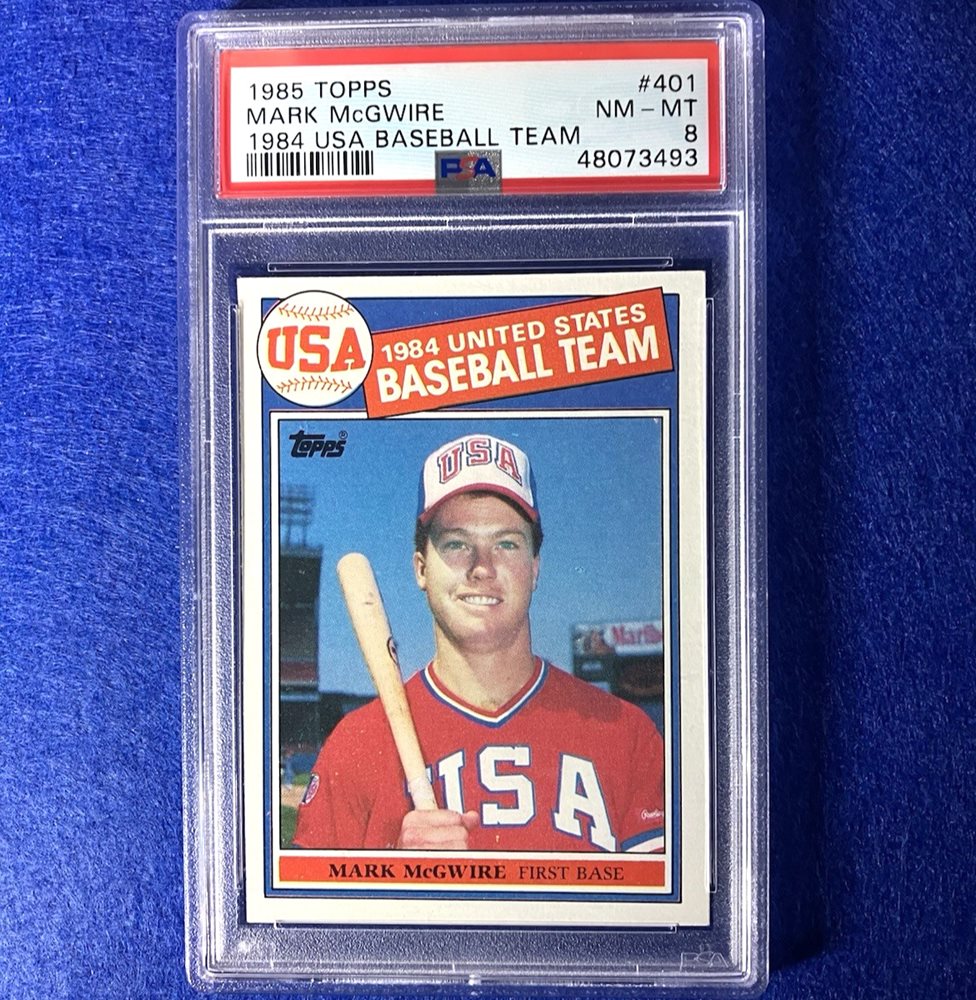 1985 TOPPS #401
MARK McGWIRE NM - MT
1984 USA BASEBALL TEAM 8
PSA 48073493
USA
1984 UNITED STATES
BASEBALL TEAM
topps®
USA
USA
MARK McGWIRE FIRST BASE
PSA